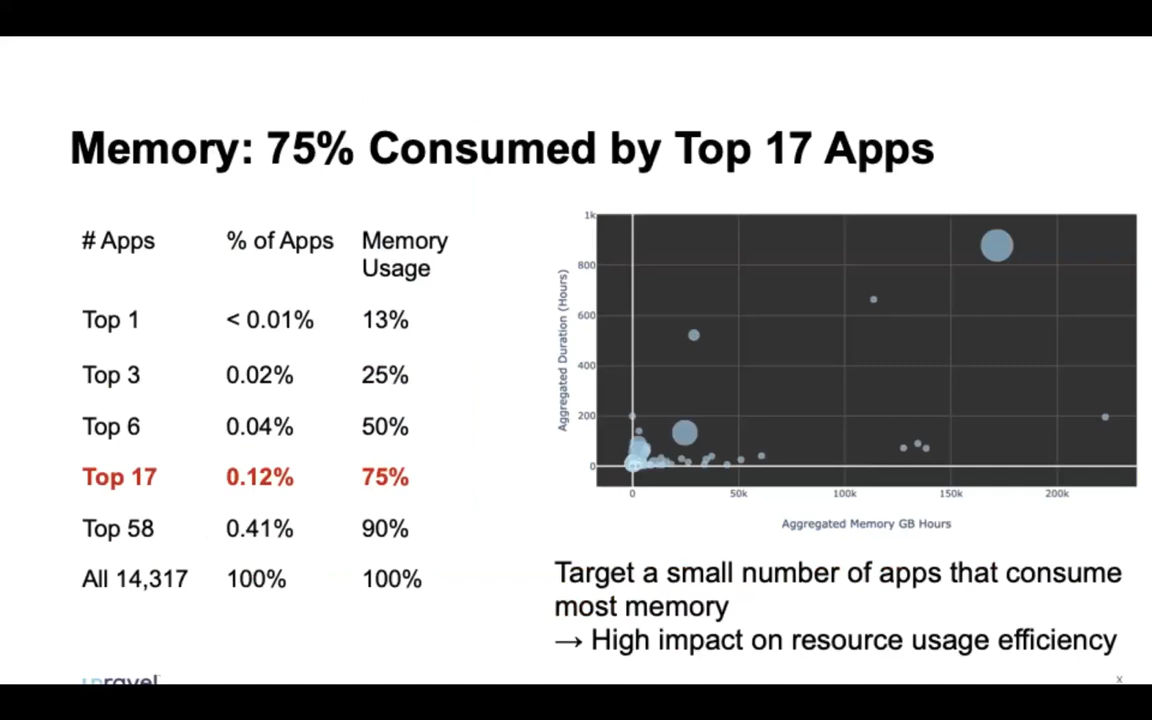 Memory: 75% Consumed by Top 17 Apps
# Apps % of Apps Memory Usage
Top 1 < 0.01% 13%
Top 3 0.02% 25%
Top 6 0.04% 50%
Top 17 0.12% 75%
Top 58 0.41% 90%
All 14,317 100% 100%
Aggregated Duration (Hours)
1k
800
600
400
200
0
0 50k 100k 150k 200k
Aggregated Memory GB Hours
Target a small number of apps that consume
most memory
→ High impact on resource usage efficiency
unravel
x